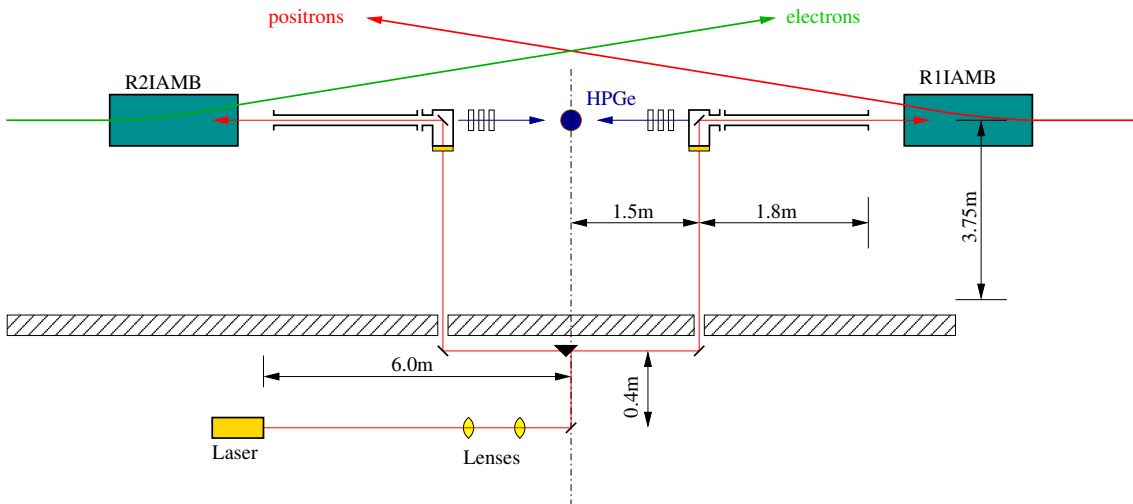 positrons
electrons
R2IAMB
R1IAMB
HPGe
1.5m
1.8m
3.75m
6.0m
0.4m
Laser
Lenses